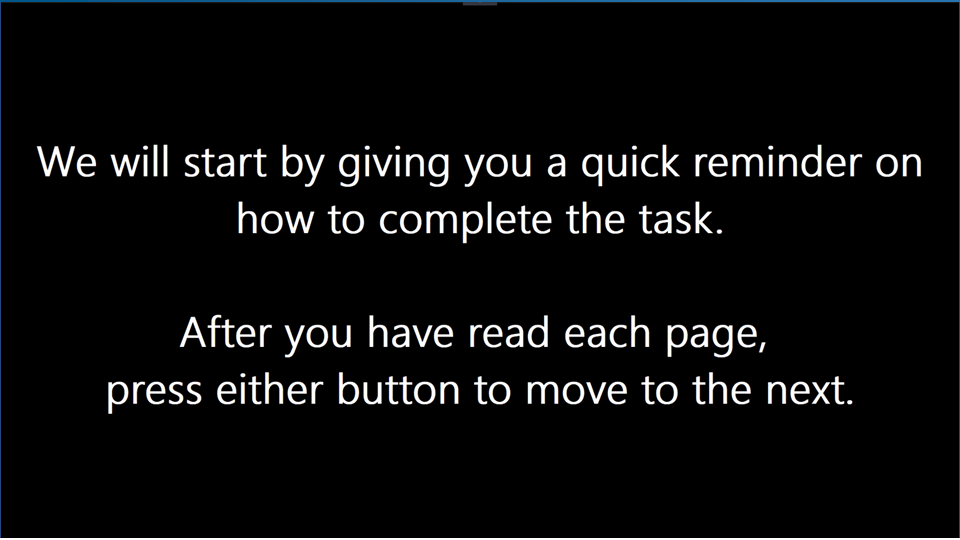 We will start by giving you a quick reminder on
how to complete the task.
After you have read each page,
press either button to move to the next.